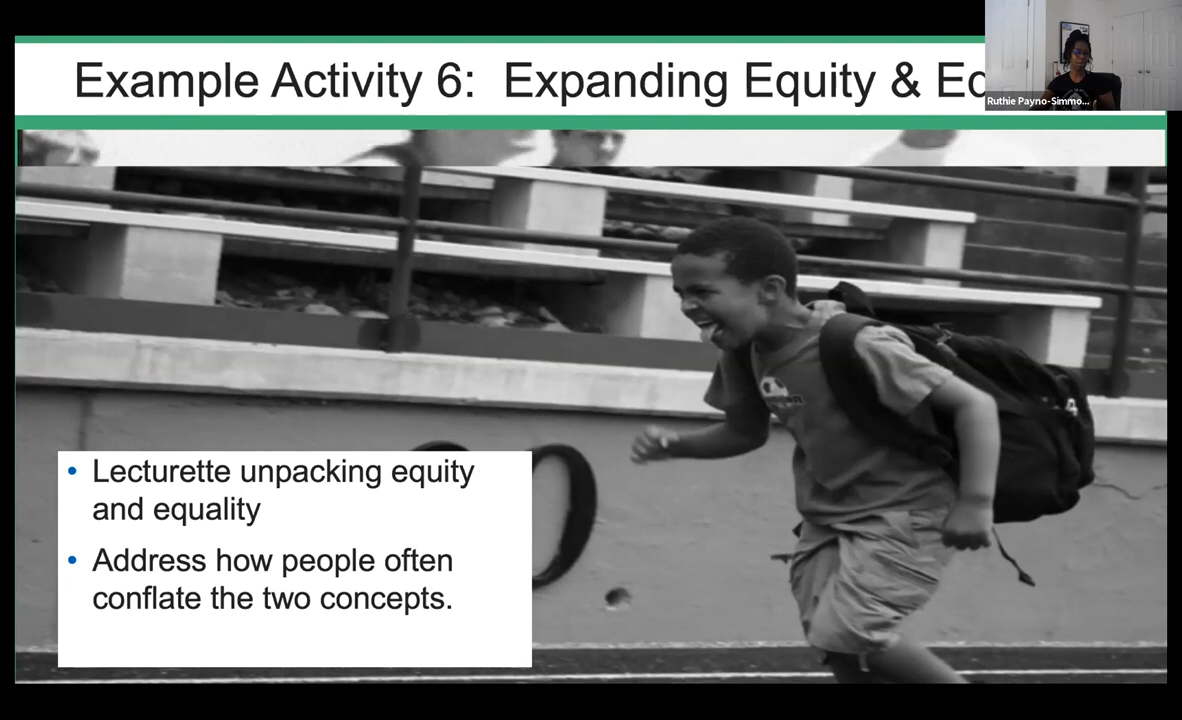 Example Activity 6: Expanding Equity & Ec
Ruthie Payno-Simmo...
• Lecturette unpacking equity
and equality
• Address how people often
conflate the two concepts.